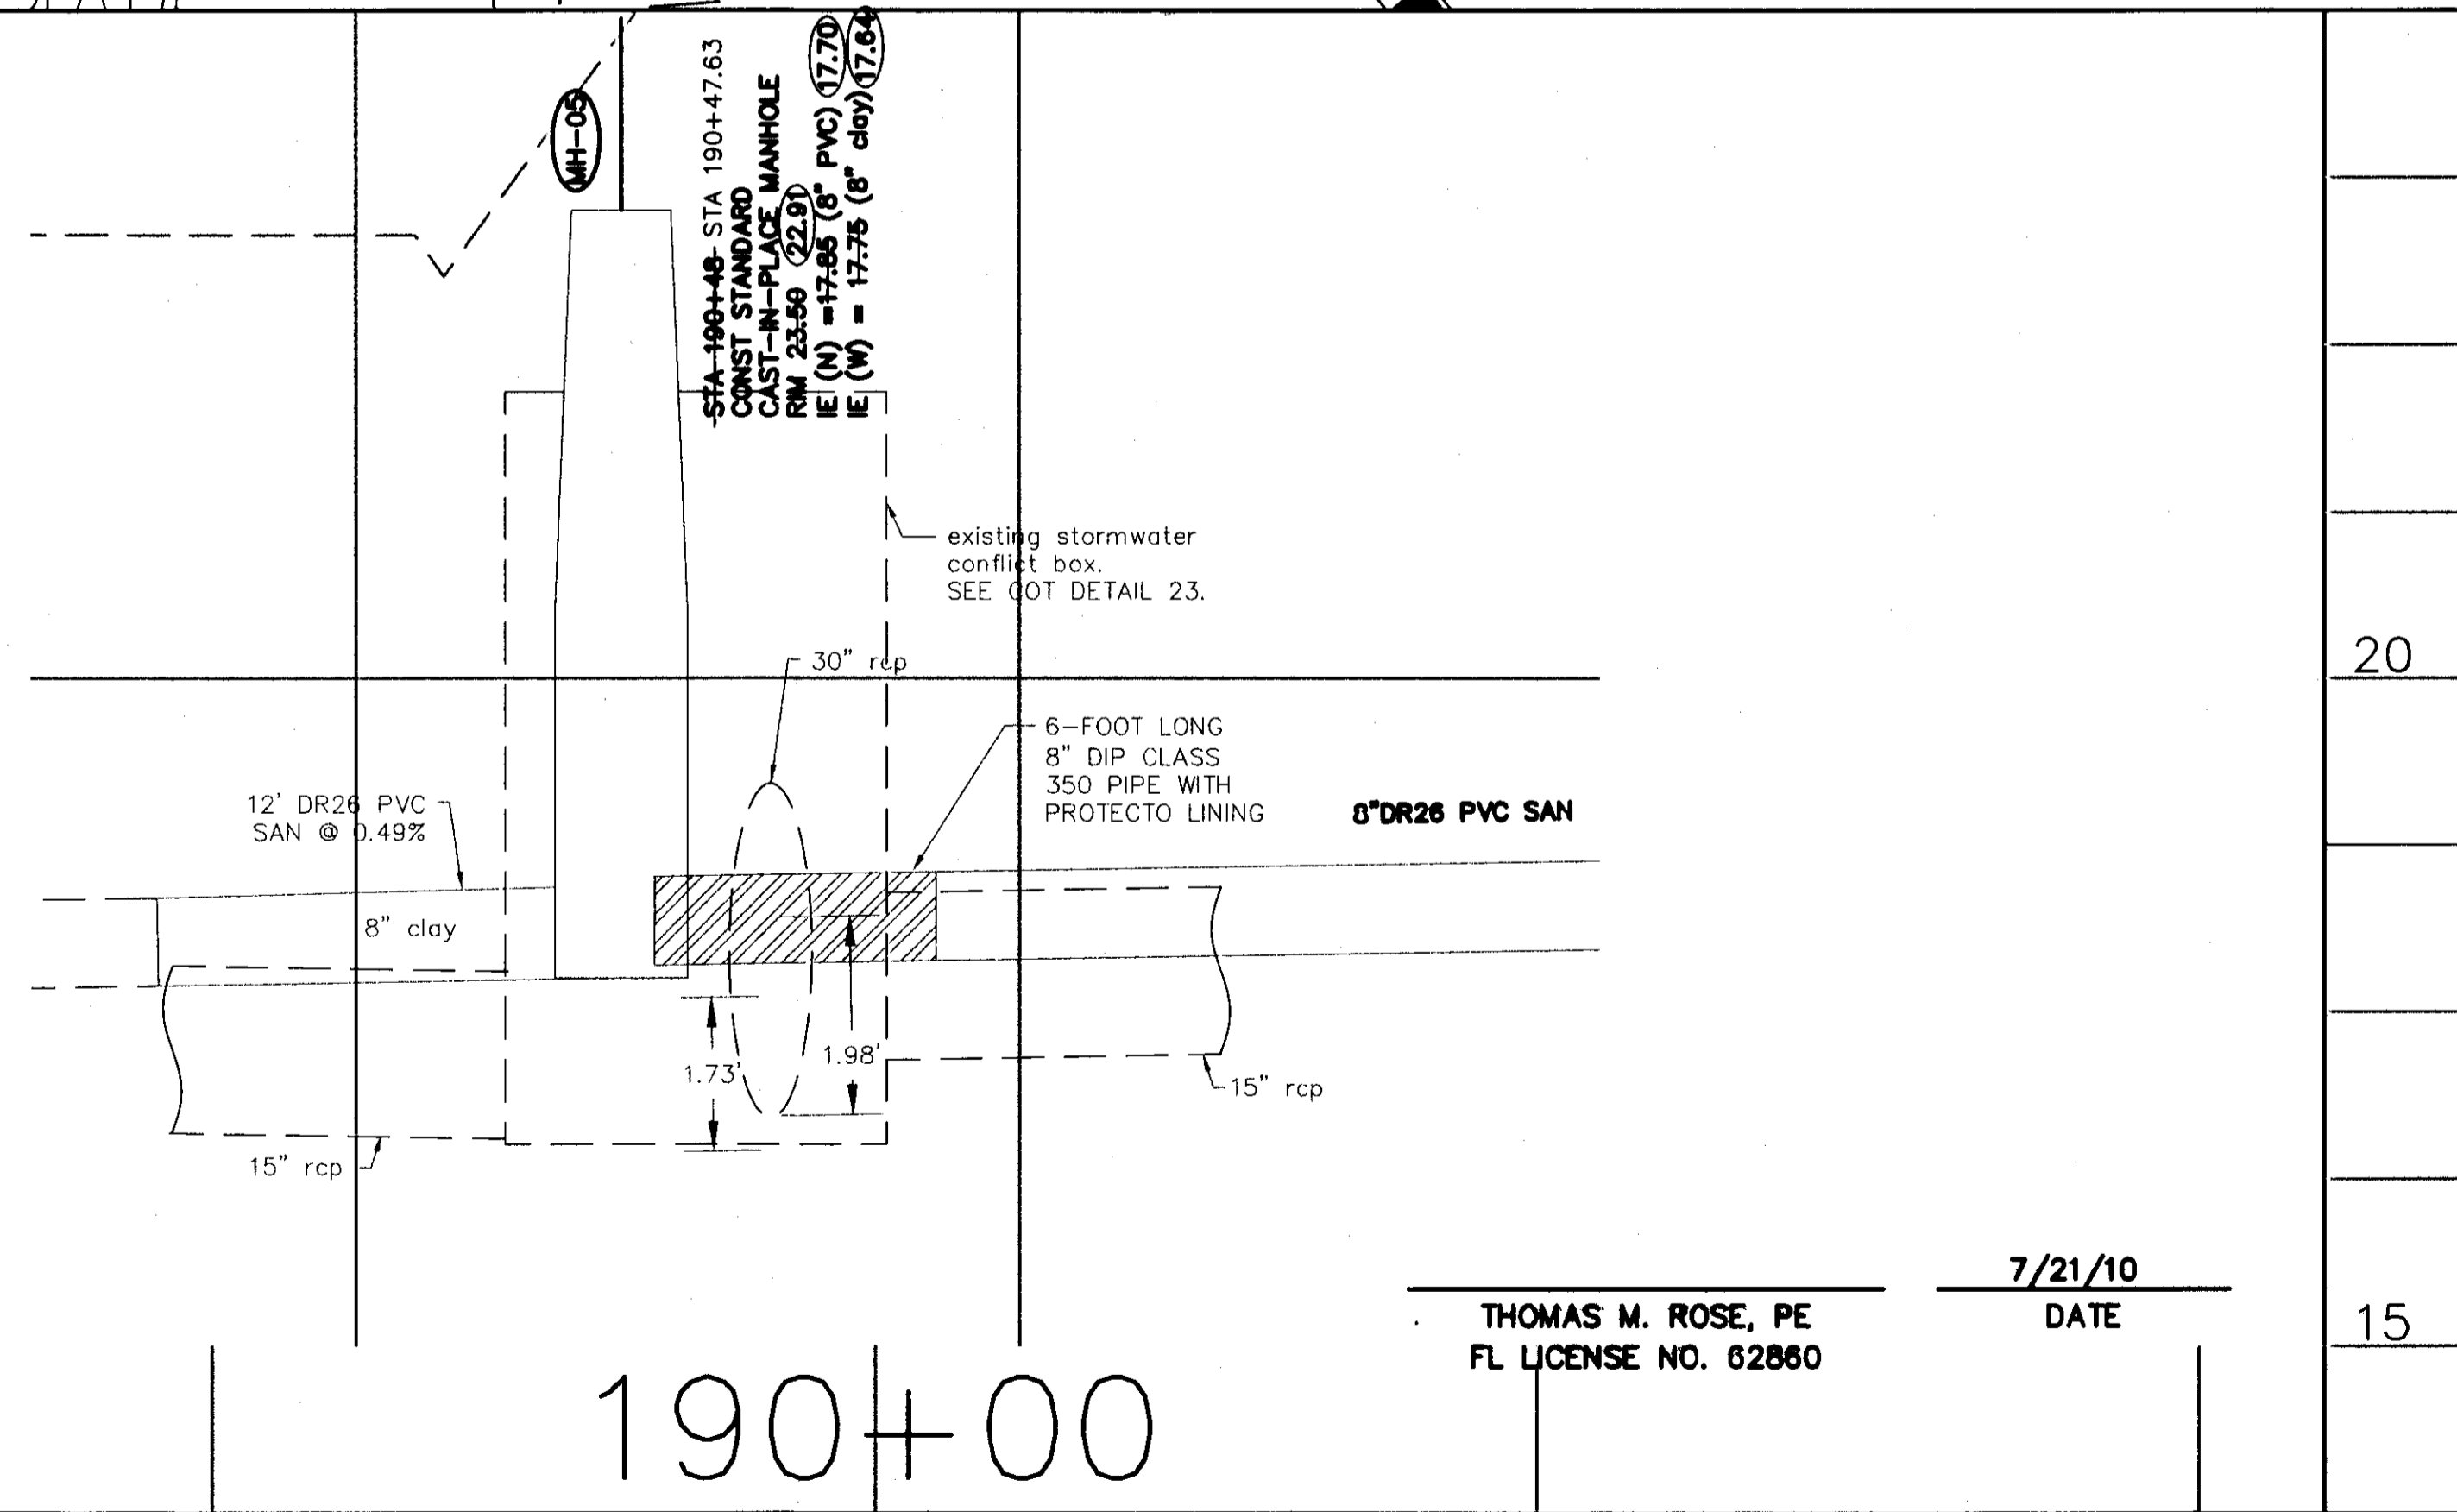 MH-05
STA 190+48 STA 190+47.63
CONST STANDARD
CAST-IN-PLACE MANHOLE
RIM 23.50 22.91
IE (N) =17.85 (8" PVC) 17.70
IE (W) = 17.75 (8" clay) 17.64
existing stormwater
conflict box.
SEE COT DETAIL 23.
30" rcp
20
6-FOOT LONG
8" DIP CLASS
350 PIPE WITH
PROTECTO LINING
8"DR26 PVC SAN
12' DR26 PVC
SAN @ 0.49%
8" clay
1.73'
1.98'
15" rcp
15" rcp
7/21/10
THOMAS M. ROSE, PE
FL LICENSE NO. 62860
DATE
15
190+00